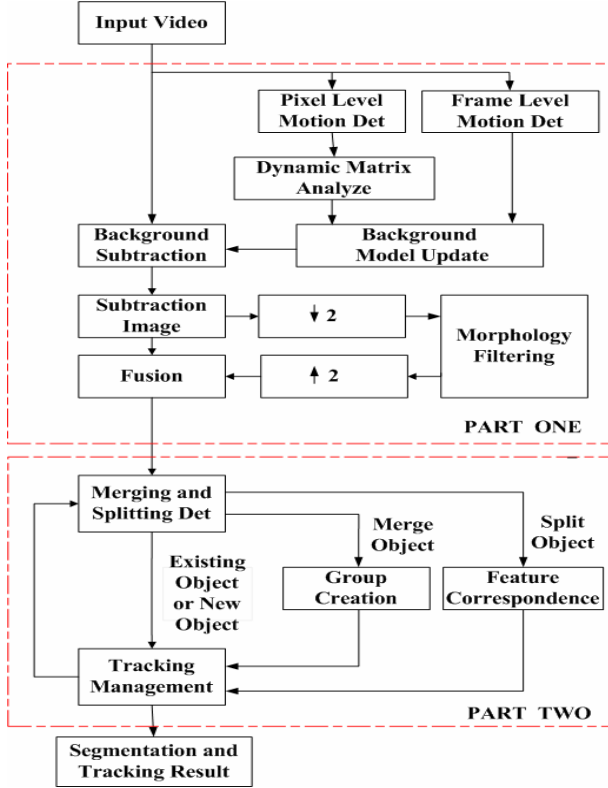 Input Video
Pixel Level
Motion Det
Frame Level
Motion Det
Dynamic Matrix
Analyze
Background
Subtraction
Background
Model Update
Subtraction
Image
↓ 2
Morphology
Filtering
Fusion
↑ 2
PART ONE
Merging and
Splitting Det
Merge
Object
Split
Object
Existing
Object
or New
Object
Group
Creation
Feature
Correspondence
Tracking
Management
PART TWO
Segmentation and
Tracking Result